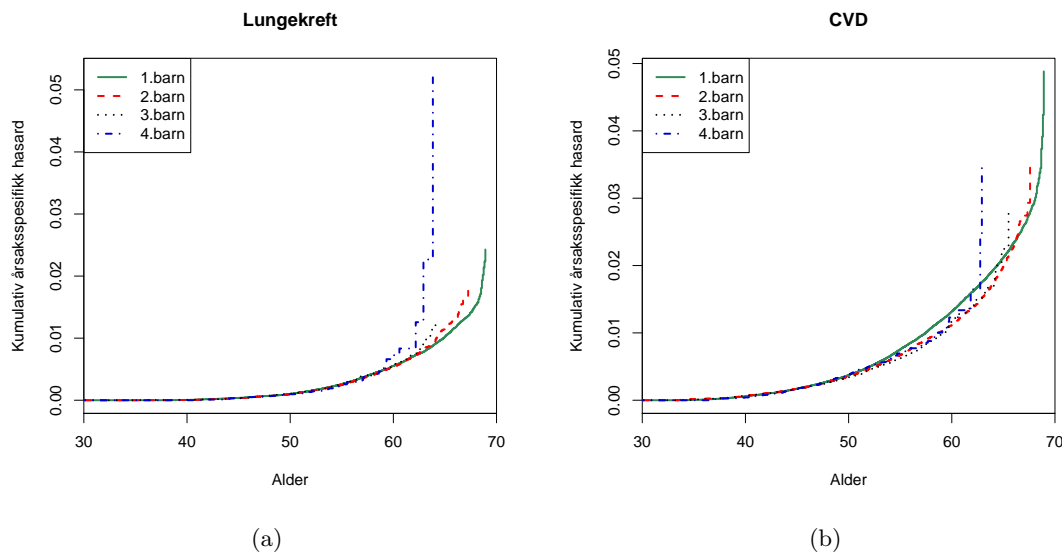 Lungekreft
Kumulativ årsaksspesifikk hasard
0.05
0.04
0.03
0.02
0.01
0.00
1.barn
2.barn
3.barn
4.barn
30 40 50 60 70
Alder
(a)
CVD
Kumulativ årsaksspesifikk hasard
0.05
0.04
0.03
0.02
0.01
0.00
1.barn
2.barn
3.barn
4.barn
30 40 50 60 70
Alder
(b)